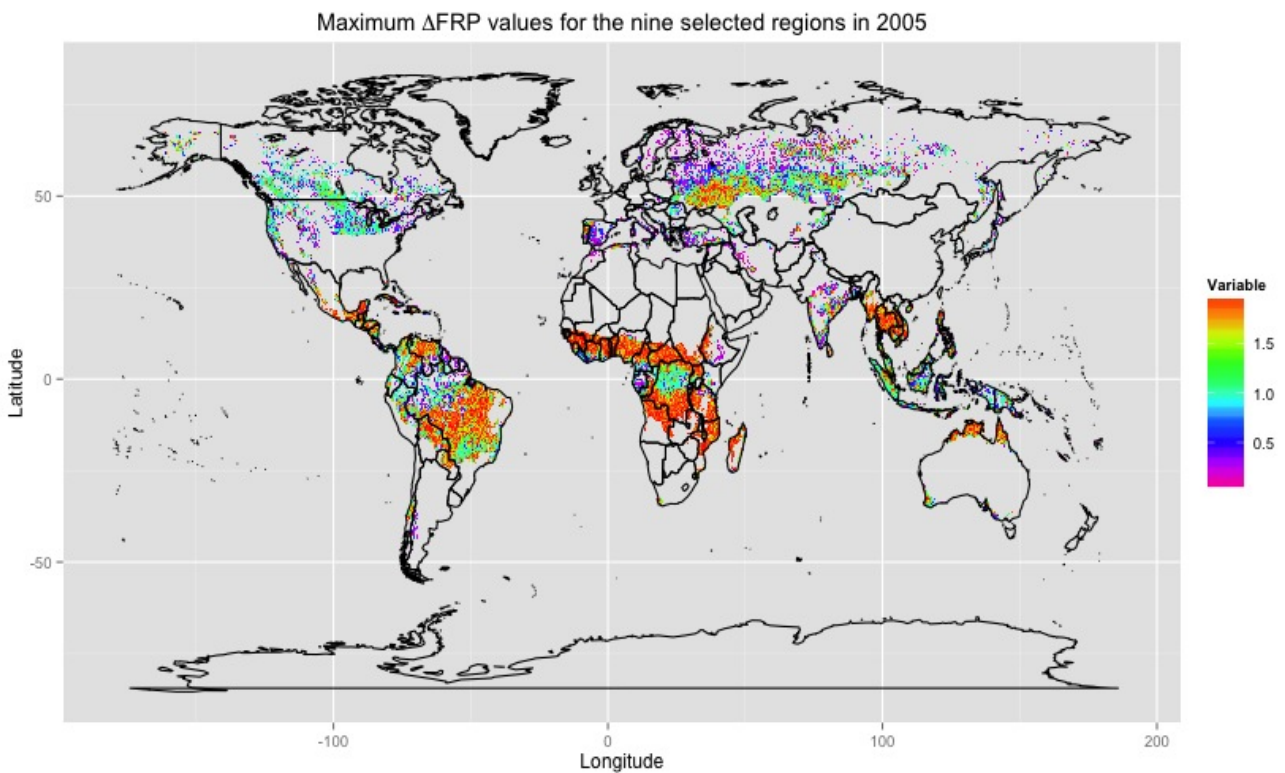 Maximum ΔFRP values for the nine selected regions in 2005
50
0
-50
Latitude
-100
0
100
200
Longitude
Variable
1.5
1.0
0.5